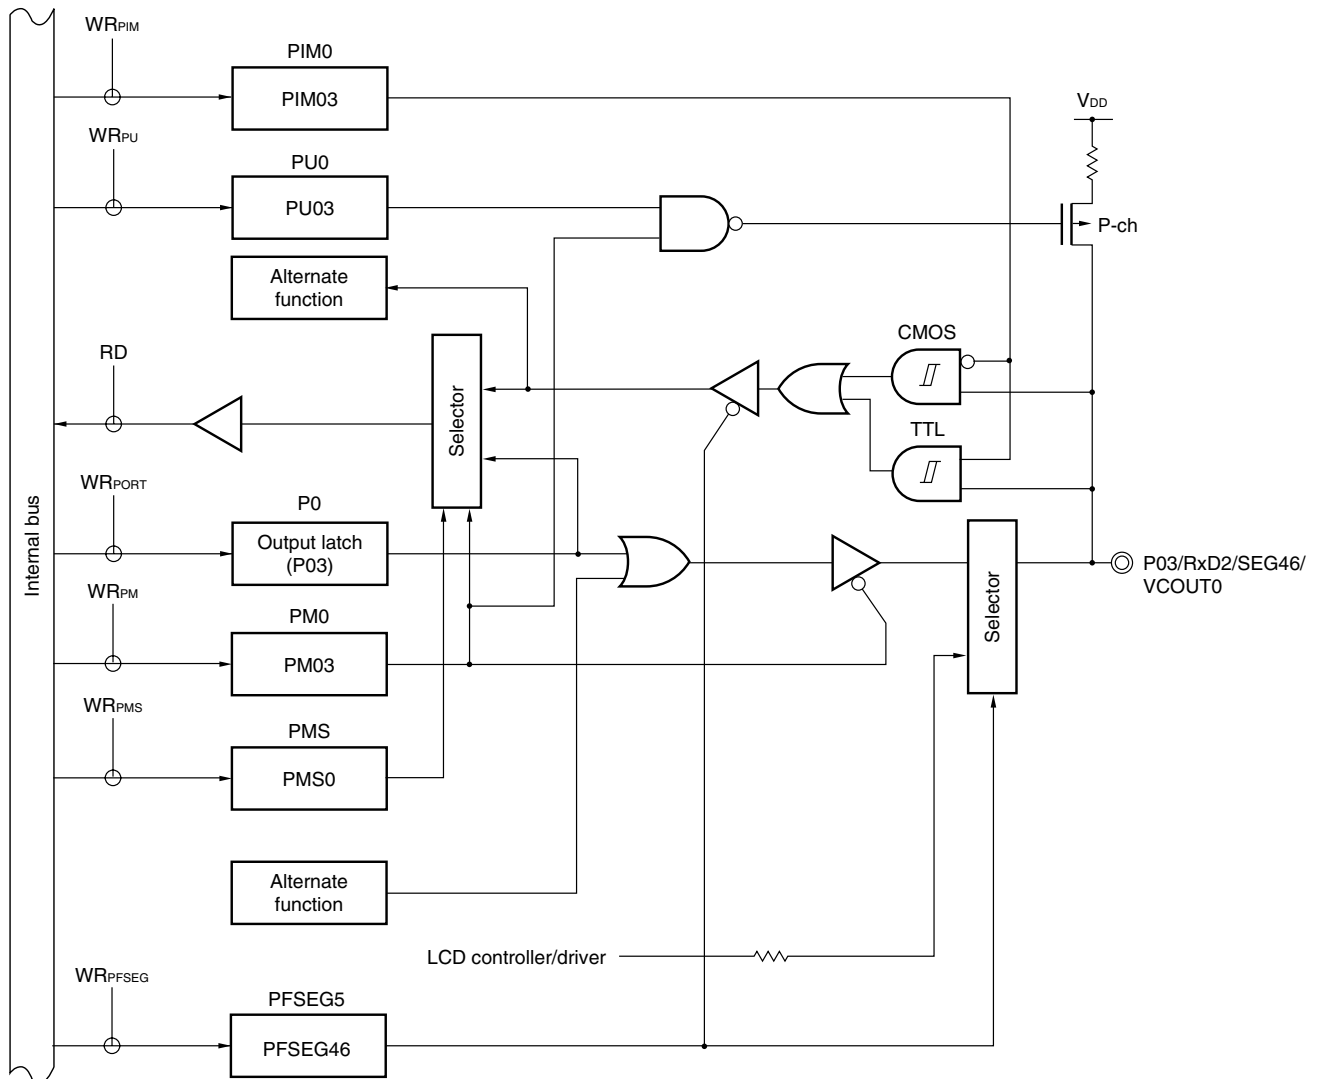 WRPIM
PIM0
PIM03
VDD
WRPU
PU0
PU03
P-ch
Alternate
function
CMOS
RD
Selector
TTL
WRPORT
P0
Output latch
(P03)
Internal bus
P03/RxD2/SEG46/
VCOUT0
Selector
WRPM
PM0
PM03
WRPMS
PMS
PMS0
Alternate
function
LCD controller/driver
WRPFSEG
PFSEG5
PFSEG46